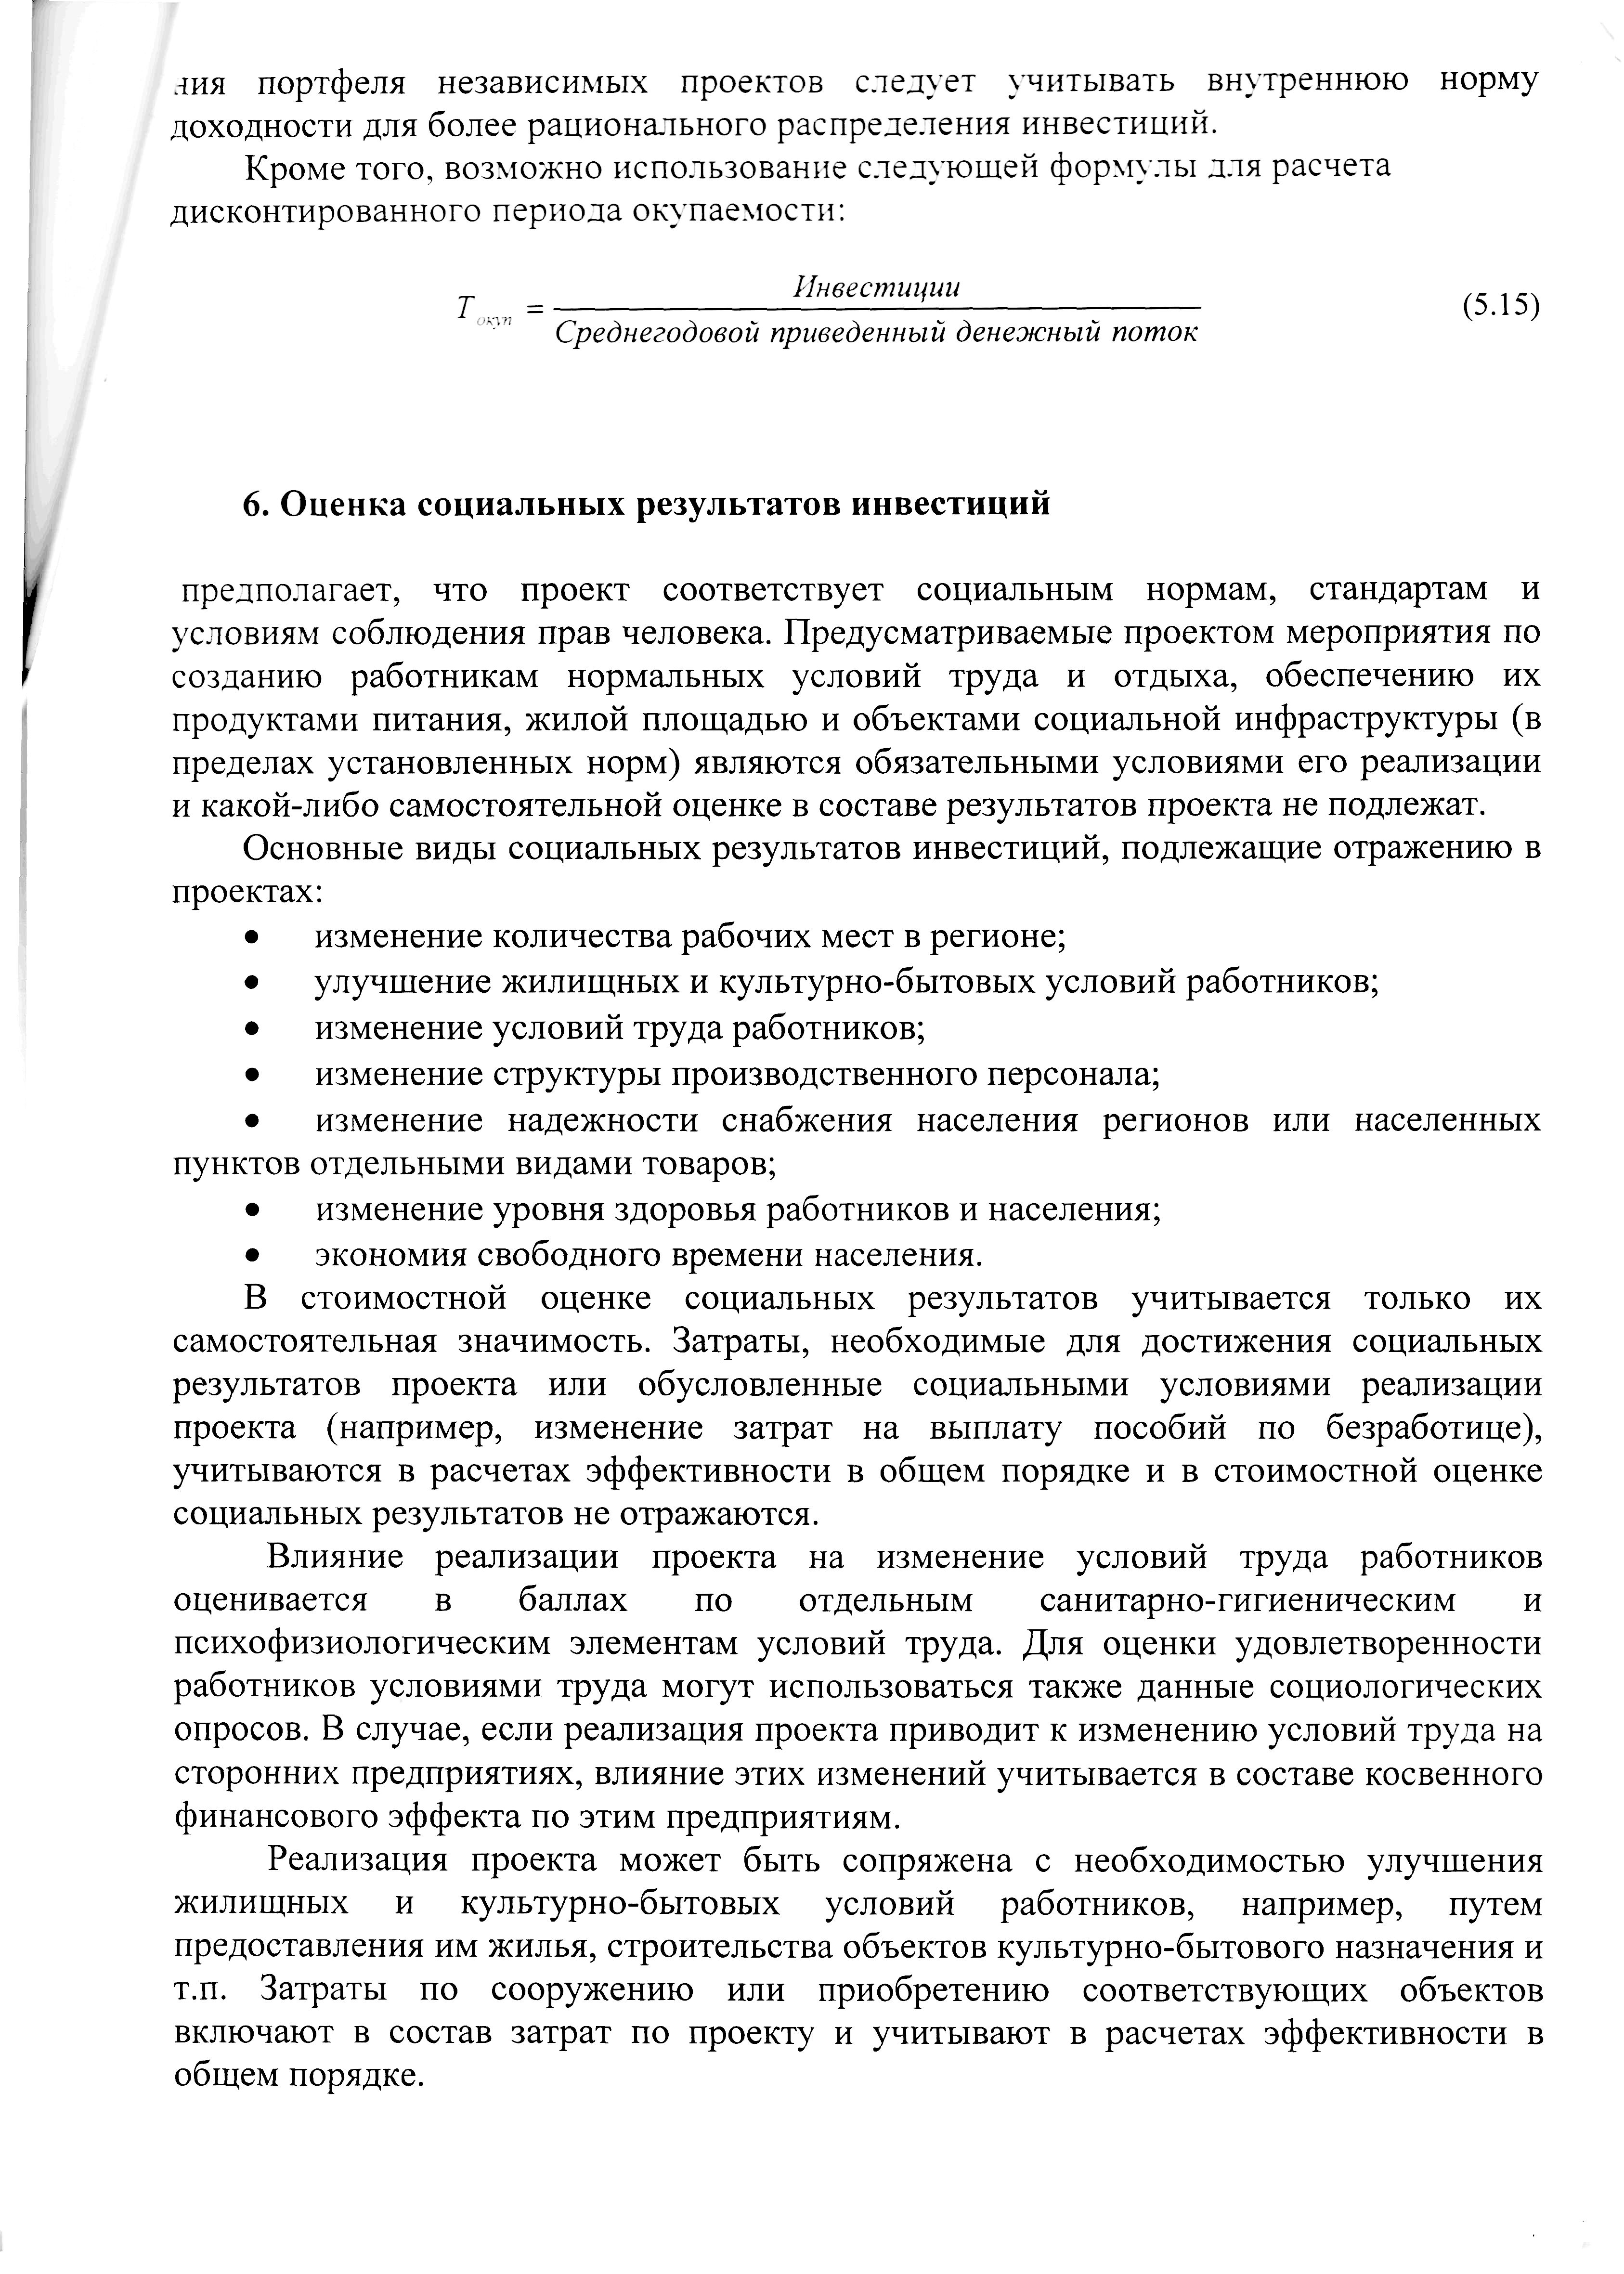 ния портфеля независимых проектов следует учитывать внутреннюю норму
доходности для более рационального распределения инвестиций.
Кроме того, возможно использование следующей формулы для расчета
дисконтированного периода окупаемости:
Инвестиции
T окуп = (5.15)
Среднегодовой приведенный денежный поток
6. Оценка социальных результатов инвестиций
предполагает, что проект соответствует социальным нормам, стандартам и
условиям соблюдения прав человека. Предусматриваемые проектом мероприятия по
созданию работникам нормальных условий труда и отдыха, обеспечению их
продуктами питания, жилой площадью и объектами социальной инфраструктуры (в
пределах установленных норм) являются обязательными условиями его реализации
и какой-либо самостоятельной оценке в составе результатов проекта не подлежат.
Основные виды социальных результатов инвестиций, подлежащие отражению в
проектах:
• изменение количества рабочих мест в регионе;
• улучшение жилищных и культурно-бытовых условий работников;
• изменение условий труда работников;
• изменение структуры производственного персонала;
• изменение надежности снабжения населения регионов или населенных
пунктов отдельными видами товаров;
• изменение уровня здоровья работников и населения;
• экономия свободного времени населения.
В стоимостной оценке социальных результатов учитывается только их
самостоятельная значимость. Затраты, необходимые для достижения социальных
результатов проекта или обусловленные социальными условиями реализации
проекта (например, изменение затрат на выплату пособий по безработице),
учитываются в расчетах эффективности в общем порядке и в стоимостной оценке
социальных результатов не отражаются.
Влияние реализации проекта на изменение условий труда работников
оценивается в баллах по отдельным санитарно-гигиеническим и
психофизиологическим элементам условий труда. Для оценки удовлетворенности
работников условиями труда могут использоваться также данные социологических
опросов. В случае, если реализация проекта приводит к изменению условий труда на
сторонних предприятиях, влияние этих изменений учитывается в составе косвенного
финансового эффекта по этим предприятиям.
Реализация проекта может быть сопряжена с необходимостью улучшения
жилищных и культурно-бытовых условий работников, например, путем
предоставления им жилья, строительства объектов культурно-бытового назначения и
т.п. Затраты по сооружению или приобретению соответствующих объектов
включают в состав затрат по проекту и учитывают в расчетах эффективности в
общем порядке.